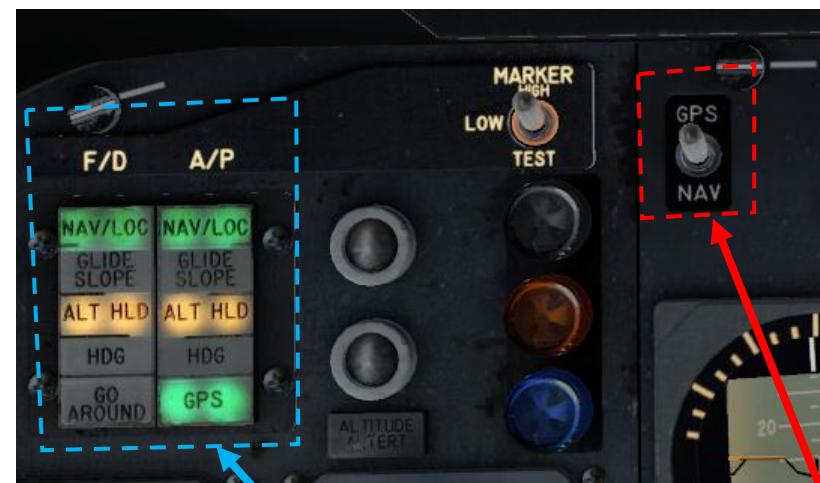 MARKER
HIGH
LOW
TEST
GPS
NAV
F/D A/P
NAV/LOC NAV/LOC
GLIDE SLOPE GLIDE SLOPE
ALT HLD ALT HLD
HDG HDG
GO AROUND GPS
ALTITUDE
ALERT
20